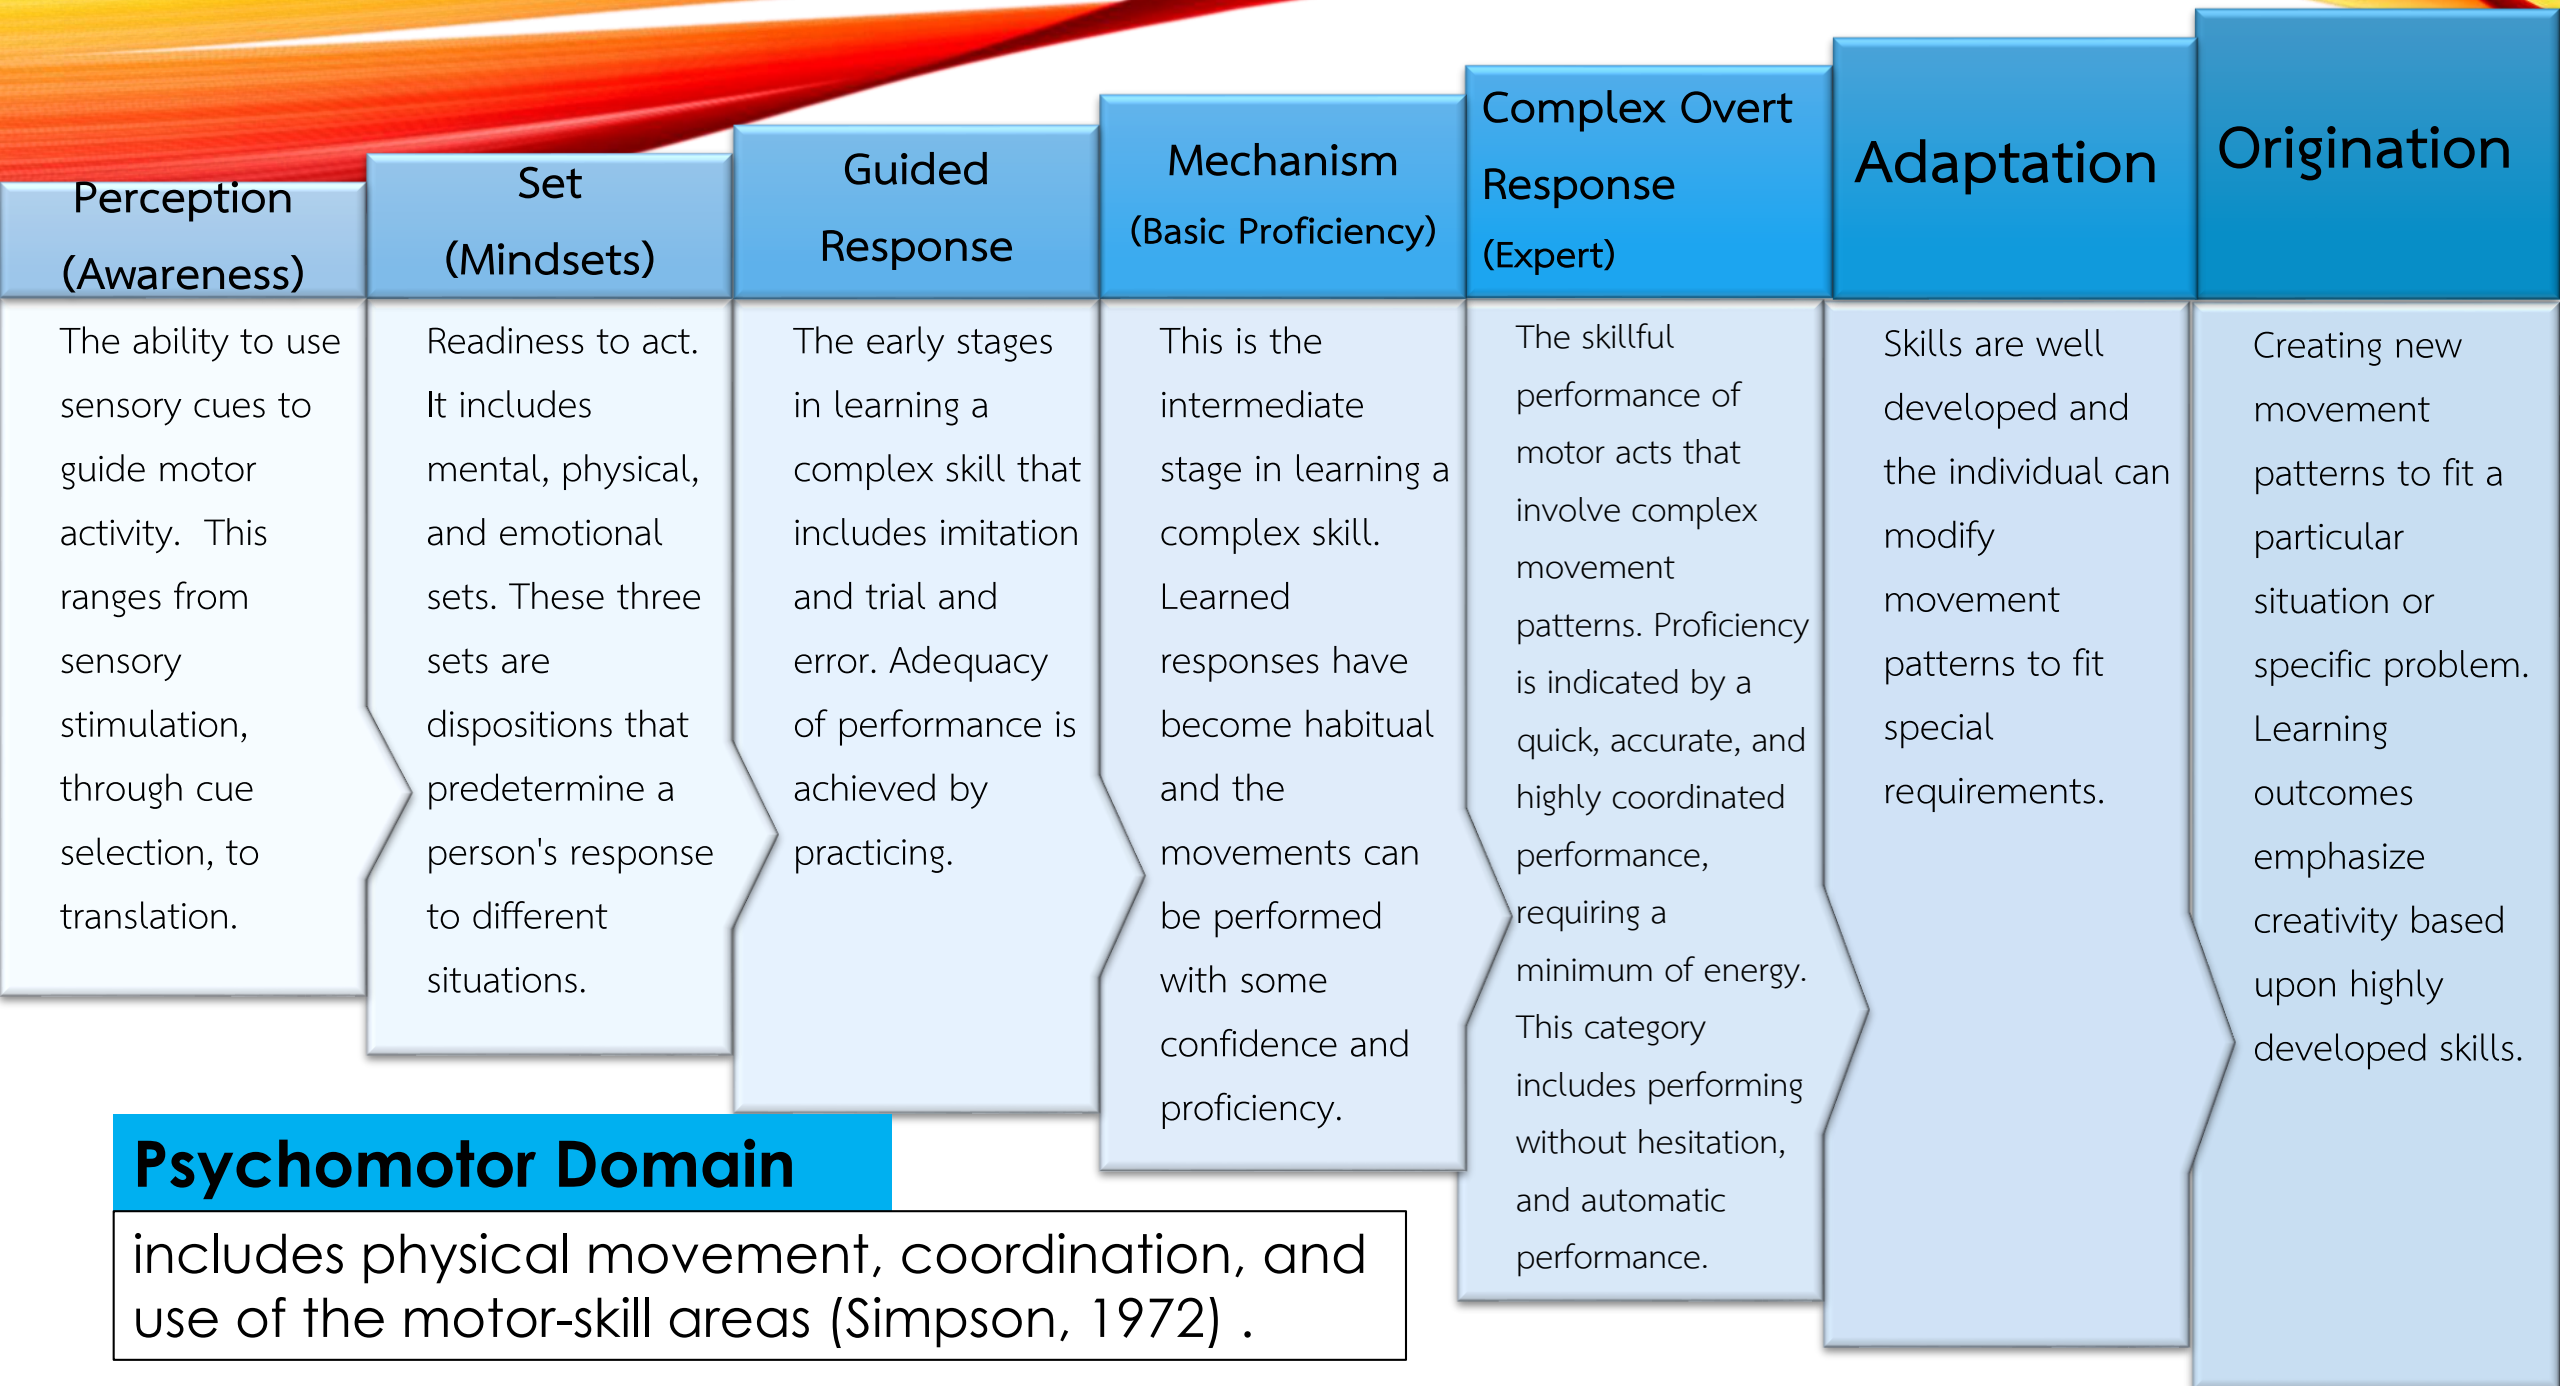 Perception
(Awareness)
The ability to use
sensory cues to
guide motor
activity.  This
ranges from
sensory
stimulation,
through cue
selection, to
translation.
Set
(Mindsets)
Readiness to act.
It includes
mental, physical,
and emotional
sets. These three
sets are
dispositions that
predetermine a
person's response
to different
situations.
Guided
Response
The early stages
in learning a
complex skill that
includes imitation
and trial and
error. Adequacy
of performance is
achieved by
practicing.
Mechanism
(Basic Proficiency)
This is the
intermediate
stage in learning a
complex skill.
Learned
responses have
become habitual
and the
movements can
be performed
with some
confidence and
proficiency.
Complex Overt
Response
(Expert)
The skillful
performance of
motor acts that
involve complex
movement
patterns. Proficiency
is indicated by a
quick, accurate, and
highly coordinated
performance,
requiring a
minimum of energy.
This category
includes performing
without hesitation,
and automatic
performance.
Adaptation
Skills are well
developed and
the individual can
modify
movement
patterns to fit
special
requirements.
Origination
Creating new
movement
patterns to fit a
particular
situation or
specific problem.
Learning
outcomes
emphasize
creativity based
upon highly
developed skills.
Psychomotor Domain
includes physical movement, coordination, and
use of the motor-skill areas (Simpson, 1972) .